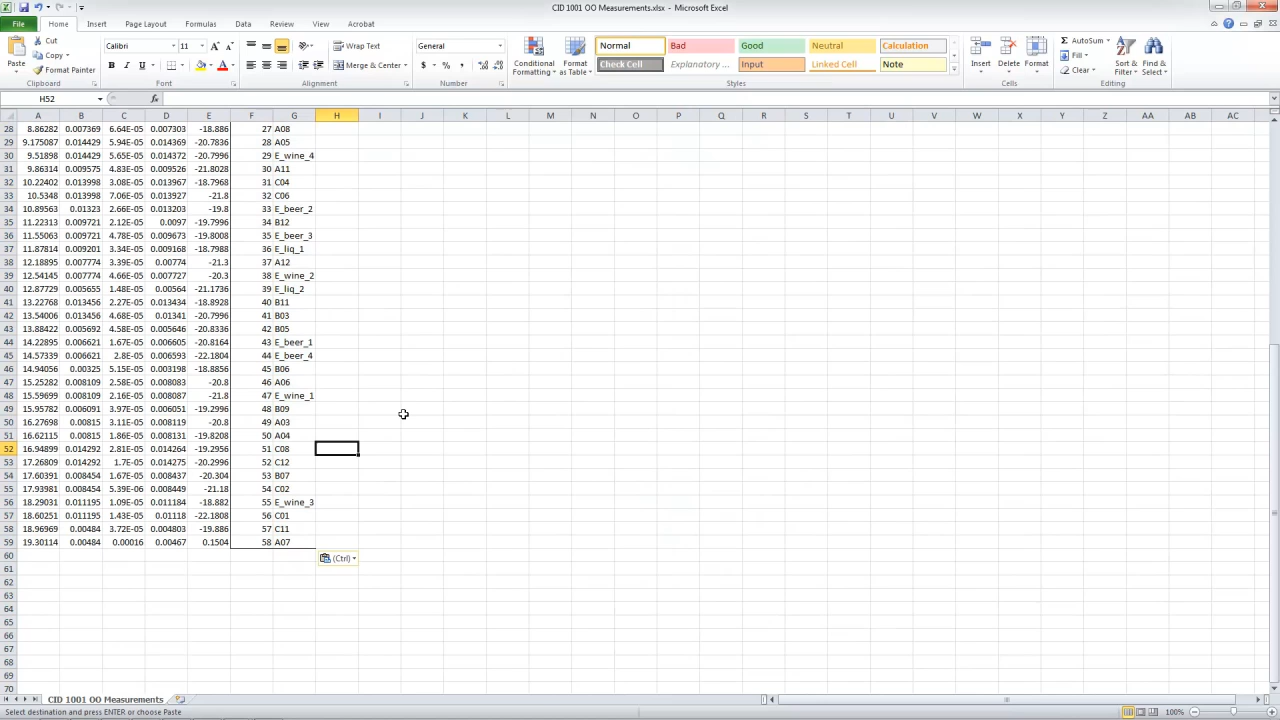 CID 1001 OO Measurements.xlsx - Microsoft Excel
File Home Insert Page Layout Formulas Data Review View Acrobat
Paste Cut Copy Format Painter Clipboard
Calibri 11 B I U Font
Wrap Text Merge & Center Alignment
General $ % , Number
Conditional Formatting Format as Table
Normal Bad Good Neutral Calculation
Check Cell Explanatory ... Input Linked Cell Note
Styles
Insert Delete Format Cells
AutoSum Fill Clear Sort & Filter Find & Select Editing
H52 fx
A B C D E F G H I J K L M N O P Q R S T U V W X Y Z AA AB AC
28 8.86282 0.007369 6.64E-05 0.007303 -18.886 27 A08
29 9.175087 0.014429 5.94E-05 0.014369 -20.7836 28 A05
30 9.51898 0.014429 5.65E-05 0.014372 -20.7996 29 E_wine_4
31 9.86314 0.009575 4.83E-05 0.009526 -21.8028 30 A11
32 10.22402 0.013998 3.08E-05 0.013967 -18.7968 31 C04
33 10.5348 0.013998 7.06E-05 0.013927 -21.8 32 C06
34 10.89563 0.01323 2.66E-05 0.013203 -19.8 33 E_beer_2
35 11.22313 0.009721 2.12E-05 0.0097 -19.7996 34 B12
36 11.55063 0.009721 4.78E-05 0.009673 -19.8008 35 E_beer_3
37 11.87814 0.009201 3.34E-05 0.009168 -18.7988 36 E_liq_1
38 12.18895 0.007774 3.39E-05 0.00774 -21.3 37 A12
39 12.54145 0.007774 4.66E-05 0.007727 -20.3 38 E_wine_2
40 12.87729 0.005655 1.48E-05 0.00564 -21.1736 39 E_liq_2
41 13.22768 0.013456 2.27E-05 0.013434 -18.8928 40 B11
42 13.54006 0.013456 4.68E-05 0.01341 -20.7996 41 B03
43 13.88422 0.005692 4.58E-05 0.005646 -20.8336 42 B05
44 14.22895 0.006621 1.67E-05 0.006605 -20.8164 43 E_beer_1
45 14.57339 0.006621 2.8E-05 0.006593 -22.1804 44 E_beer_4
46 14.94056 0.00325 5.15E-05 0.003198 -18.8856 45 B06
47 15.25282 0.008109 2.58E-05 0.008083 -20.8 46 A06
48 15.59699 0.008109 2.16E-05 0.008087 -21.8 47 E_wine_1
49 15.95782 0.006091 3.97E-05 0.006051 -19.2996 48 B09
50 16.27698 0.00815 3.11E-05 0.008119 -20.8 49 A03
51 16.62115 0.00815 1.86E-05 0.008131 -19.8208 50 A04
52 16.94899 0.014292 2.81E-05 0.014264 -19.2956 51 C08
53 17.26809 0.014292 1.7E-05 0.014275 -20.2996 52 C12
54 17.60391 0.008454 1.67E-05 0.008437 -20.304 53 B07
55 17.93981 0.008454 5.39E-06 0.008449 -21.18 54 C02
56 18.29031 0.011195 1.09E-05 0.011184 -18.882 55 E_wine_3
57 18.60251 0.011195 1.43E-05 0.01118 -22.1808 56 C01
58 18.96969 0.00484 3.72E-05 0.004803 -19.886 57 C11
59 19.30114 0.00484 0.00016 0.00467 0.1504 58 A07
60 (Ctrl)
61
62
63
64
65
66
67
68
69
70
CID 1001 OO Measurements
Select destination and press ENTER or choose Paste 100%